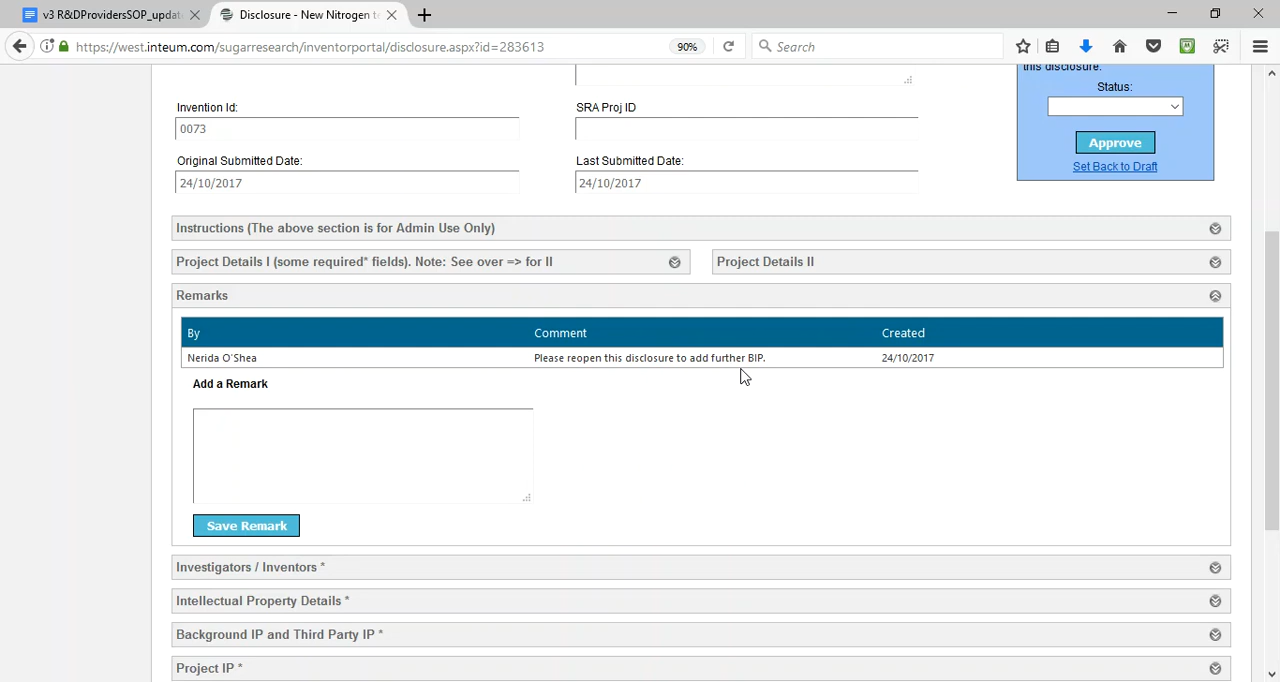 v3 R&DProvidersSOP_updat
Disclosure - New Nitrogen t
https://west.inteum.com/sugarresearch/inventorportal/disclosure.aspx?id=283613
90%
Search
this disclosure.
Status:
Invention Id:
SRA Proj ID
0073
Approve
Original Submitted Date:
Last Submitted Date:
Set Back to Draft
24/10/2017
24/10/2017
Instructions (The above section is for Admin Use Only)
Project Details I (some required* fields). Note: See over => for II
Project Details II
Remarks
By
Comment
Created
Nerida O'Shea
Please reopen this disclosure to add further BIP.
24/10/2017
Add a Remark
Save Remark
Investigators / Inventors *
Intellectual Property Details *
Background IP and Third Party IP *
Project IP *